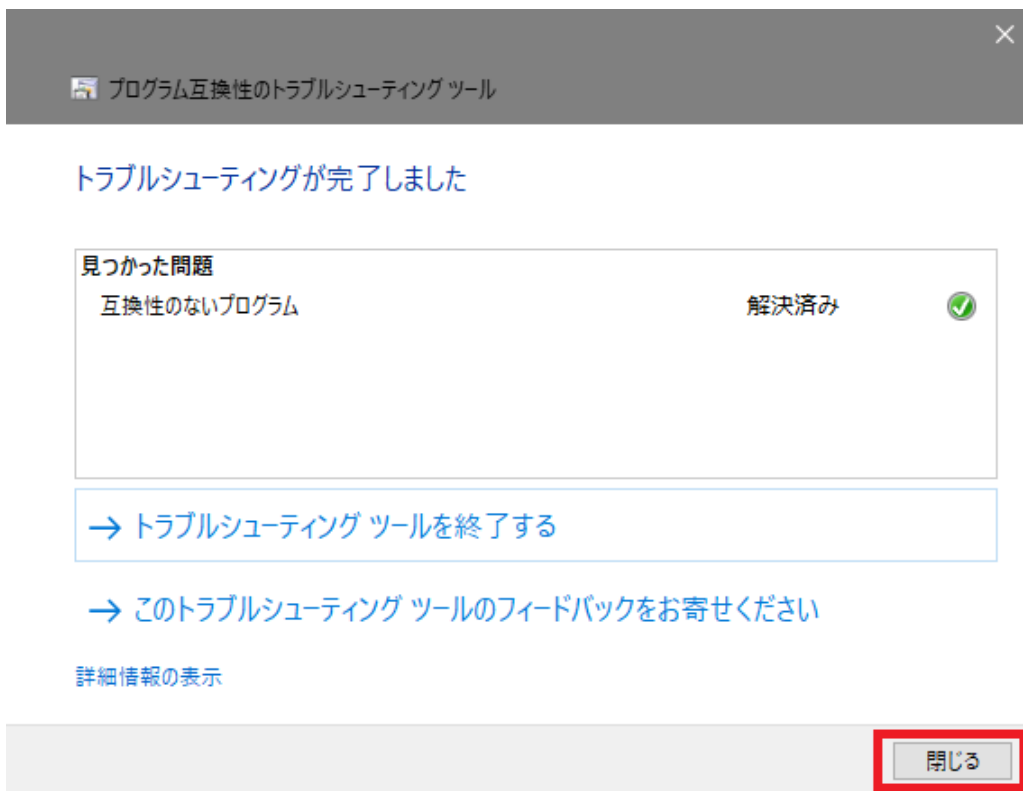 プログラム互換性のトラブルシューティング ツール
トラブルシューティングが完了しました
見つかった問題
互換性のないプログラム 解決済み
→ トラブルシューティング ツールを終了する
→ このトラブルシューティング ツールのフィードバックをお寄せください
詳細情報の表示
閉じる